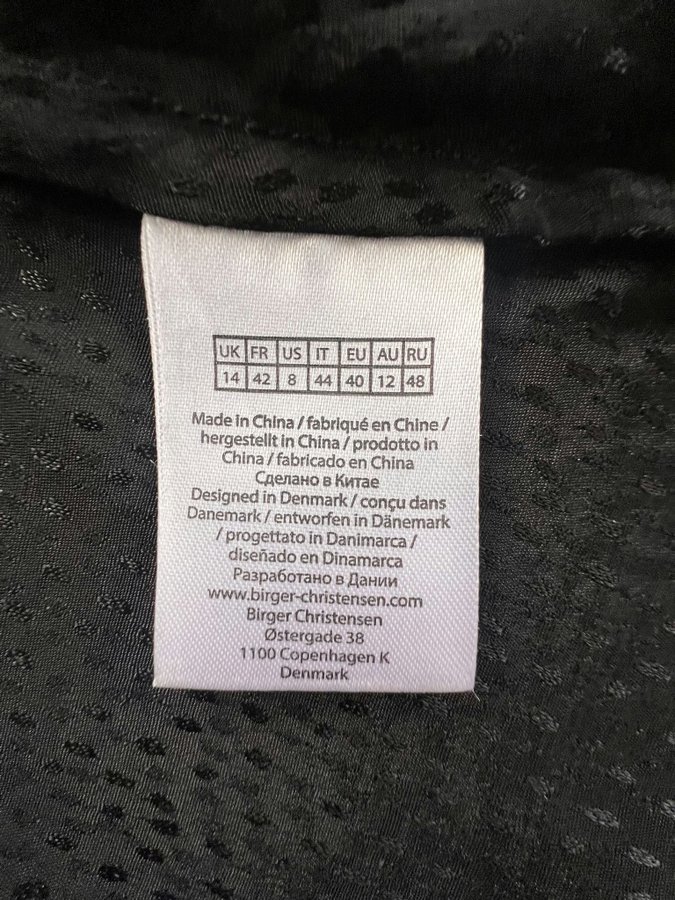 UK FR US IT EU AU RU
14 42 8 44 40 12 48
Made in China / fabriqué en Chine /
hergestellt in China / prodotto in
China / fabricado en China
Сделано в Китае
Designed in Denmark / conçu dans
Danemark / entworfen in Dänemark
/ progettato in Danimarca /
diseñado en Dinamarca
Разработано в Дании
www.birger-christensen.com
Birger Christensen
Østergade 38
1100 Copenhagen K
Denmark